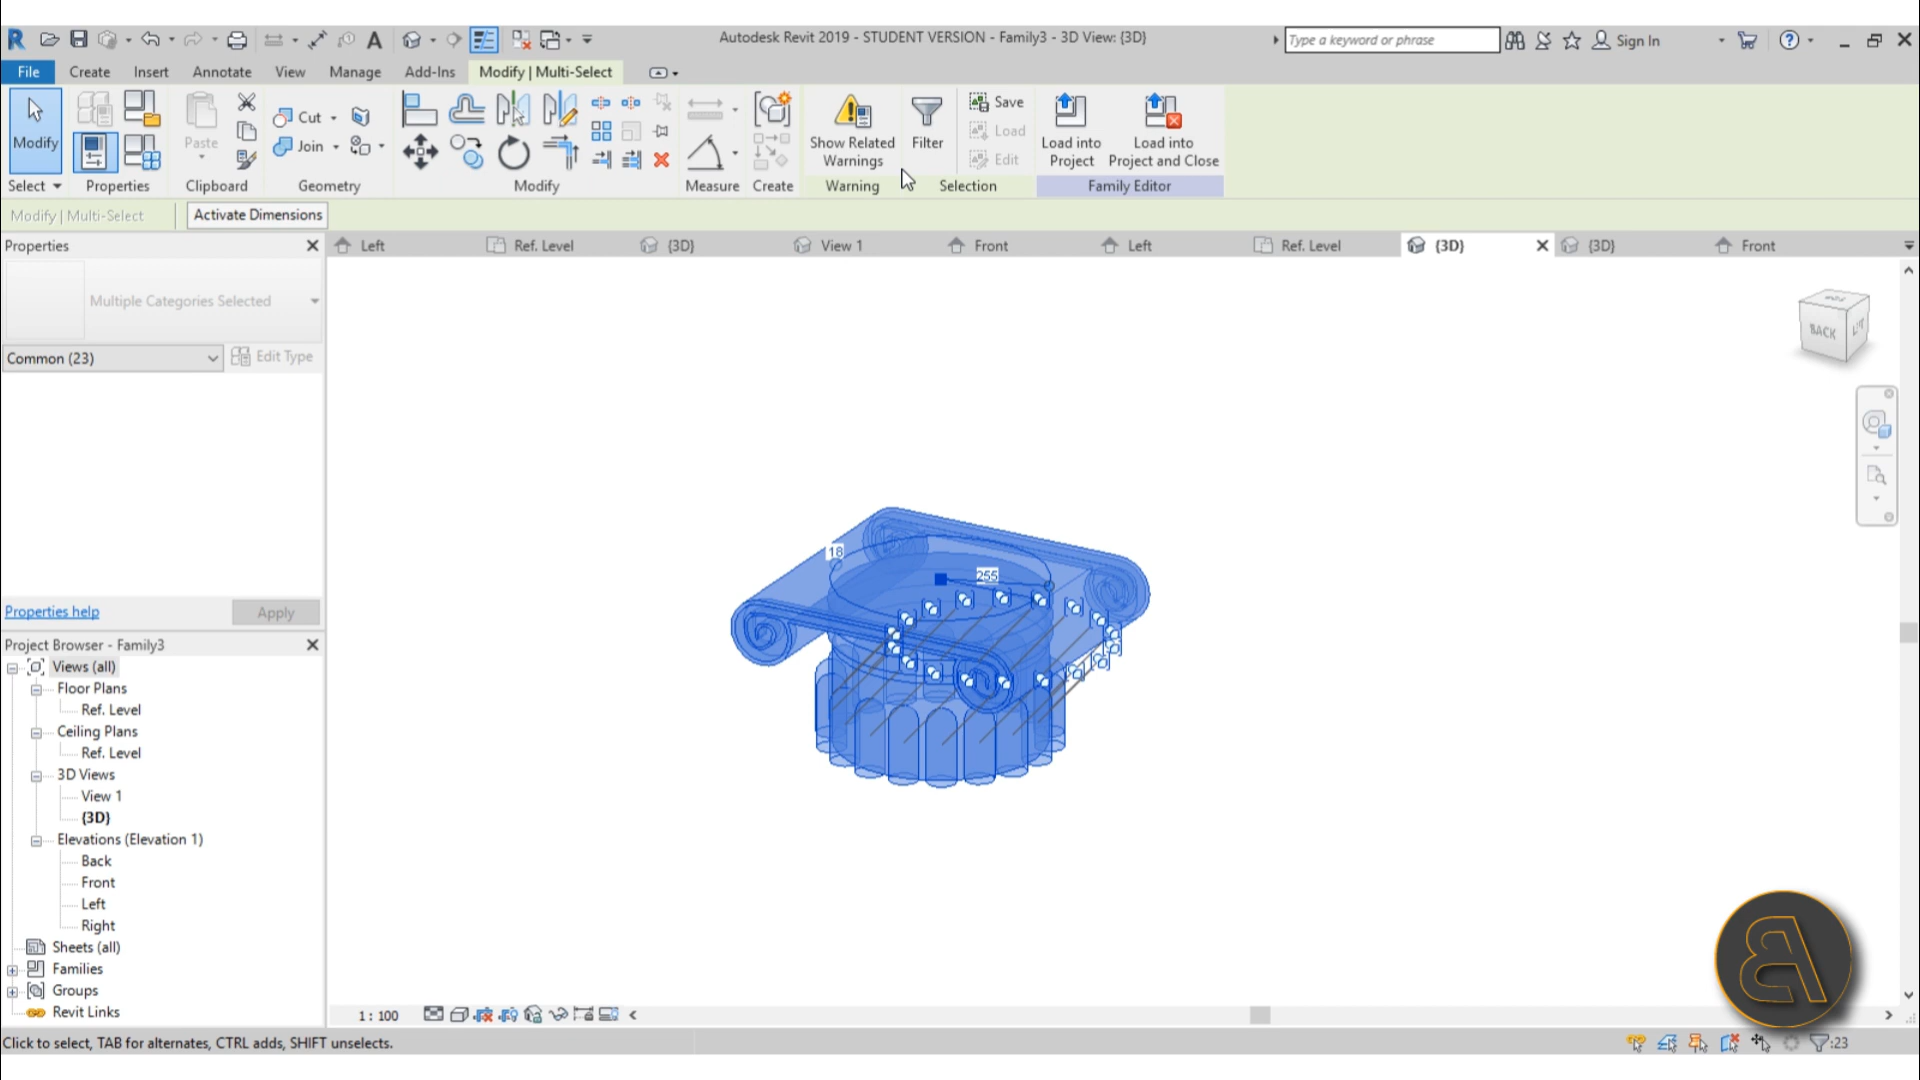 Autodesk Revit 2019 - STUDENT VERSION - Family3 - 3D View: {3D}
Type a keyword or phrase
Sign In
File Create Insert Annotate View Manage Add-Ins Modify | Multi-Select
Modify
Paste
Cut
Join
Show Related Warnings
Filter
Save
Load
Edit
Load into Project
Load into Project and Close
Select Properties Clipboard Geometry Modify Measure Create Warning Selection Family Editor
Modify | Multi-Select Activate Dimensions
Properties
Left Ref. Level {3D} View 1 Front Left Ref. Level {3D} {3D} Front
Multiple Categories Selected
Common (23) Edit Type
BACK
18
255
Properties help Apply
Project Browser - Family3
Views (all)
Floor Plans
Ref. Level
Ceiling Plans
Ref. Level
3D Views
View 1
{3D}
Elevations (Elevation 1)
Back
Front
Left
Right
Sheets (all)
Families
Groups
Revit Links
1 : 100
Click to select, TAB for alternates, CTRL adds, SHIFT unselects.
:23